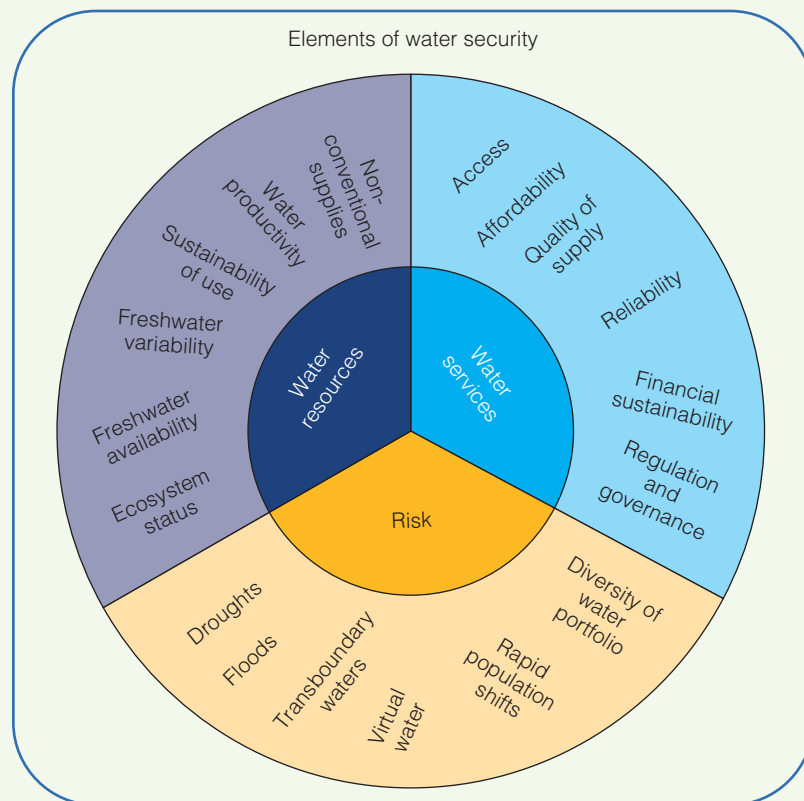 Elements of water security
Non-
conventional
supplies
Water
productivity
Sustainability
of use
Freshwater
variability
Freshwater
availability
Ecosystem
status
Water
resources
Access
Affordability
Quality of
supply
Reliability
Financial
sustainability
Regulation
and
governance
Water
services
Risk
Droughts
Floods
Transboundary
waters
Virtual
water
Rapid
population
shifts
Diversity of
water
portfolio